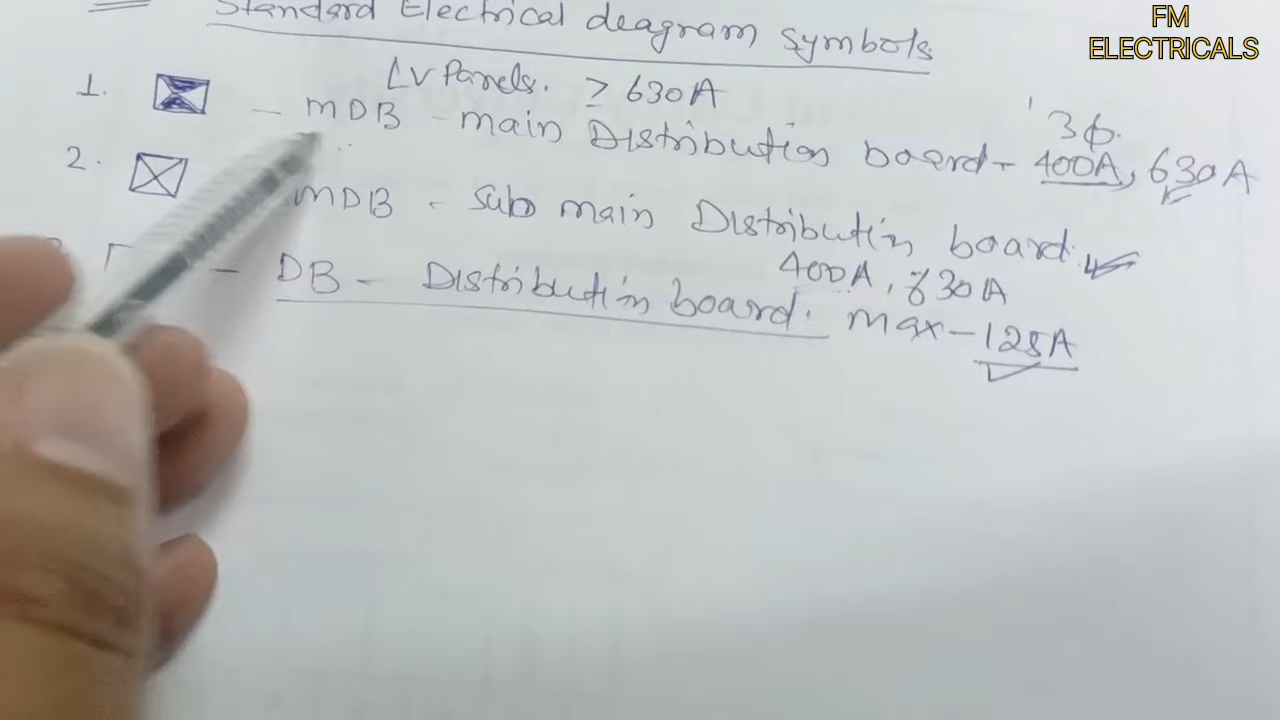 FM
ELECTRICALS
Standard Electrical deagram symbols
LV Panels. ≥ 630A
1. - MDB - main Distribution board - 400A, 630A
3ϕ.
2. MDB - Sub main Distribution board.
400A, 630A
- DB - Distribution board. Max - 125A